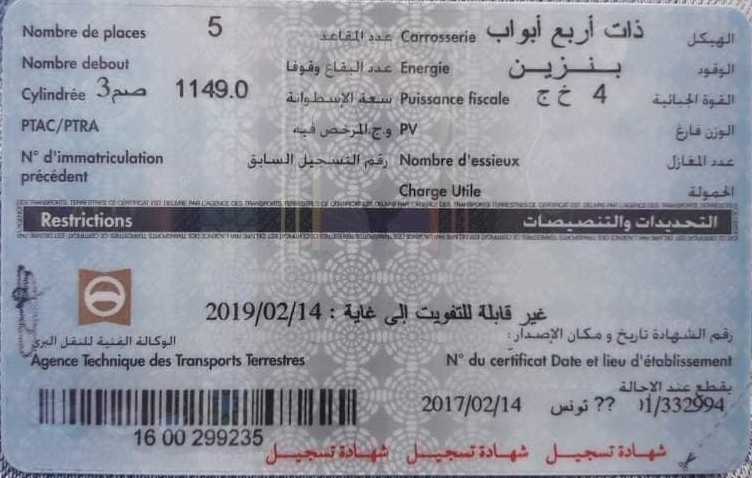 Nombre de places 5 عدد المقاعد Carrosserie ذات أربع أبواب الهيكل
Nombre debout عدد البقاع وقوفا Energie بنزين الوقود
Cylindrée صم3 1149.0 سعة الإسطوانة Puissance fiscale 4 خ ج القوة الجبائية
PTAC/PTRA و.ج.المرخص فيه PV الوزن فارغ
N° d'immatriculation précédent رقم التسجيل السابق Nombre d'essieux عدد المغازل
Charge Utile الحمولة
Restrictions التحديدات والتنصيصات
غير قابلة للتفويت إلى غاية : 2019/02/14
الوكالة الفنية للنقل البري رقم الشهادة تاريخ و مكان الإصدار:
Agence Technique des Transports Terrestres N° du certificat Date et lieu d'établissement
يقطع عند الاحالة
2017/02/14 تونس ?? 01/332994
16 00 299235
شهادة تسجيل شهادة تسجيل شهادة تسجيل